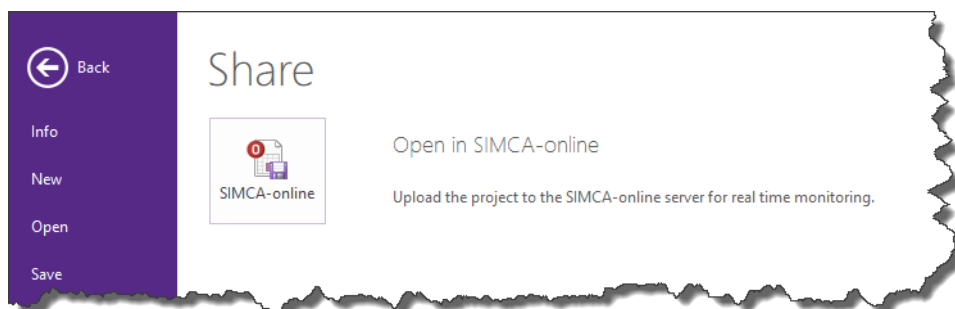 Back
Share
Info
New
Open
Save
O
SIMCA-online
Open in SIMCA-online
Upload the project to the SIMCA-online server for real time monitoring.